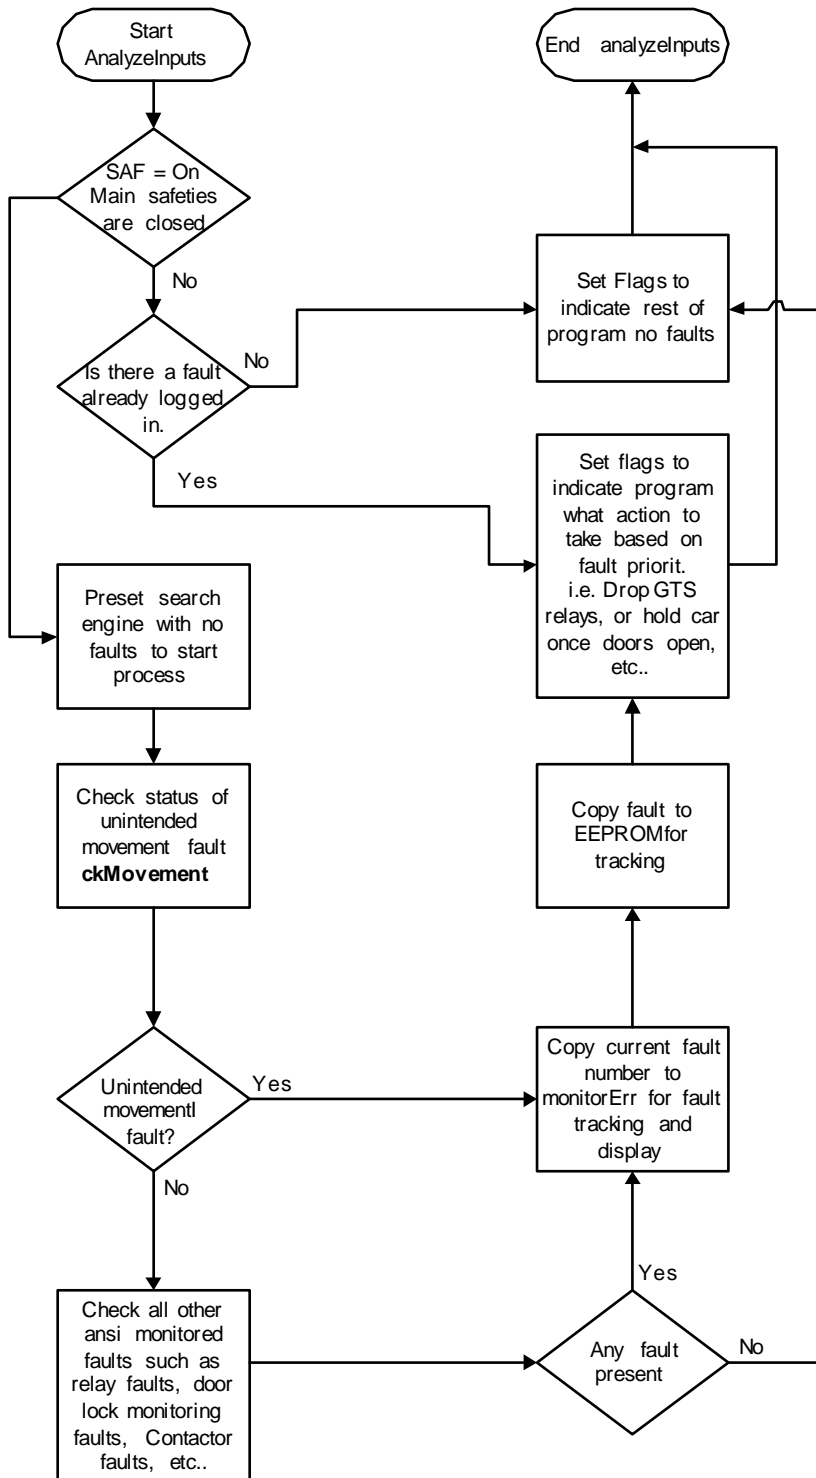 Start
AnalyzeInputs
SAF = On
Main safeties
are closed
No
Is there a fault
already logged
in.
No
Yes
Preset search
engine with no
faults to start
process
Check status of
unintended
movement fault
ckMovement
Unintended
movementl
fault?
Yes
No
Check all other
ansi monitored
faults such as
relay faults, door
lock monitoring
faults, Contactor
faults, etc..
End analyzeInputs
Set Flags to
indicate rest of
program no faults
Set flags to
indicate program
what action to
take based on
fault priorit.
i.e. Drop GTS
relays, or hold car
once doors open,
etc..
Copy fault to
EEPROMfor
tracking
Copy current fault
number to
monitorErr for fault
tracking and
display
Yes
Any fault
present
No